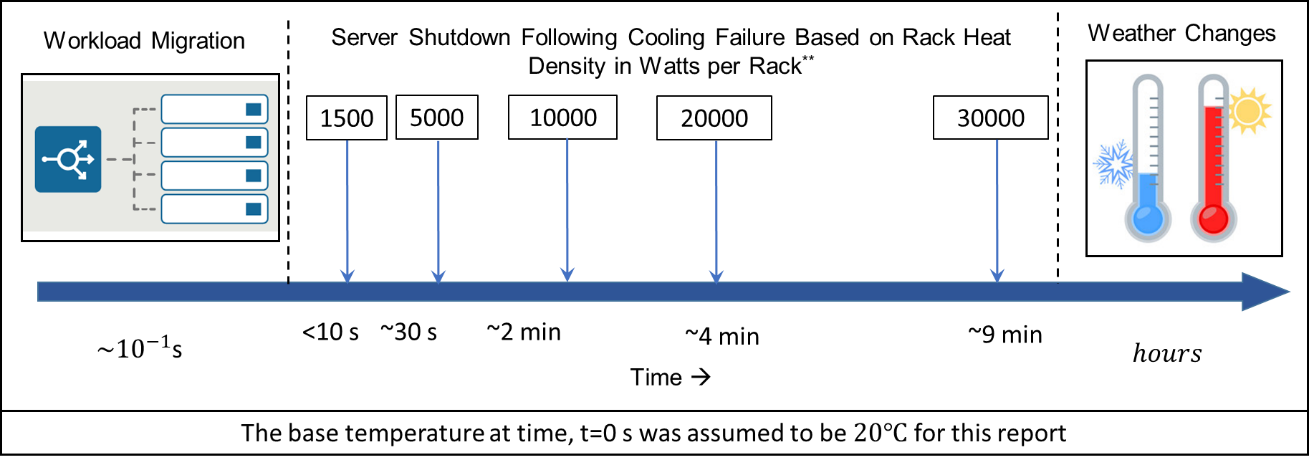 Workload Migration
Server Shutdown Following Cooling Failure Based on Rack Heat
Density in Watts per Rack**
Weather Changes
1500
5000
10000
20000
30000
~10⁻¹s
<10 s
~30 s
~2 min
~4 min
~9 min
hours
Time →
The base temperature at time, t=0 s was assumed to be 20℃ for this report